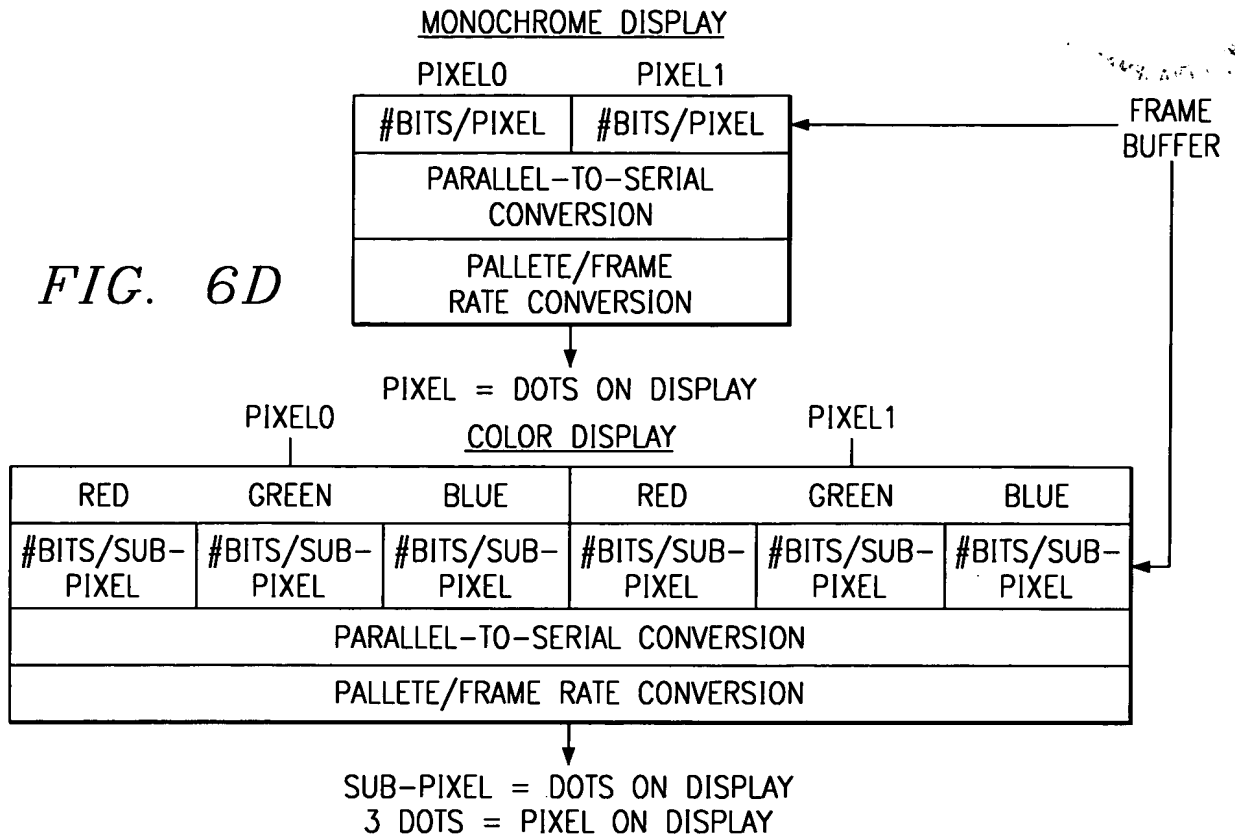 MONOCHROME DISPLAY
PIXEL0 PIXEL1
#BITS/PIXEL #BITS/PIXEL
FRAME
BUFFER
PARALLEL-TO-SERIAL
CONVERSION
PALLETE/FRAME
RATE CONVERSION
FIG. 6D
PIXEL = DOTS ON DISPLAY
PIXEL0 PIXEL1
COLOR DISPLAY
RED GREEN BLUE RED GREEN BLUE
#BITS/SUB- #BITS/SUB- #BITS/SUB- #BITS/SUB- #BITS/SUB- #BITS/SUB-
PIXEL PIXEL PIXEL PIXEL PIXEL PIXEL
PARALLEL-TO-SERIAL CONVERSION
PALLETE/FRAME RATE CONVERSION
SUB-PIXEL = DOTS ON DISPLAY
3 DOTS = PIXEL ON DISPLAY